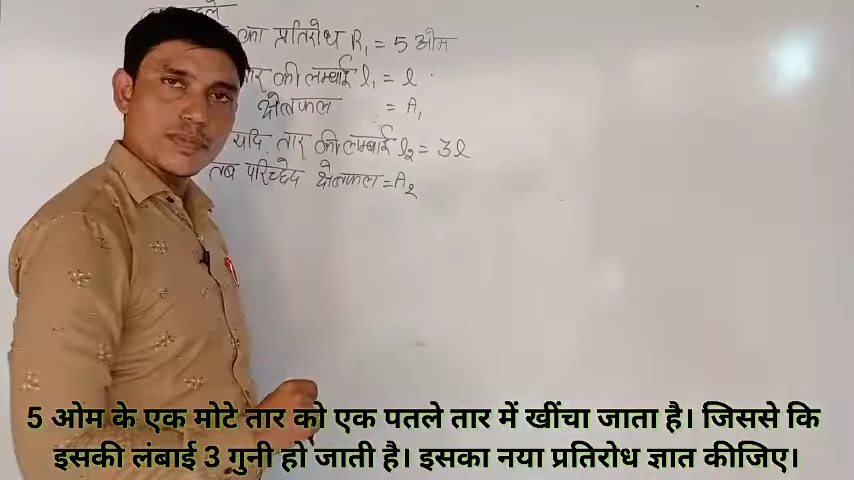 का प्रतिरोध R₁ = 5 ओम
तार की लम्बाई l₁ = l
क्षेत्रफल = A₁
यदि तार की लम्बाई l₂ = 3l
तब परिच्छेद क्षेत्रफल = A₂
5 ओम के एक मोटे तार को एक पतले तार में खींचा जाता है। जिससे कि
इसकी लंबाई 3 गुनी हो जाती है। इसका नया प्रतिरोध ज्ञात कीजिए।